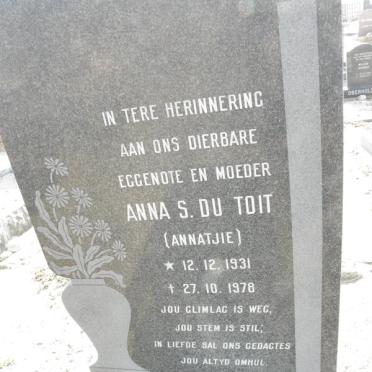 IN TERE HERINNERING
AAN ONS DIERBARE
EGGENOTE EN MOEDER
ANNA S. DU TOIT
(ANNATJIE)
* 12. 12. 1931
† 27. 10. 1978
JOU GLIMLAG IS WEG,
JOU STEM IS STIL;
IN LIEFDE SAL ONS GEDAGTES
JOU ALTYD OMHUL.